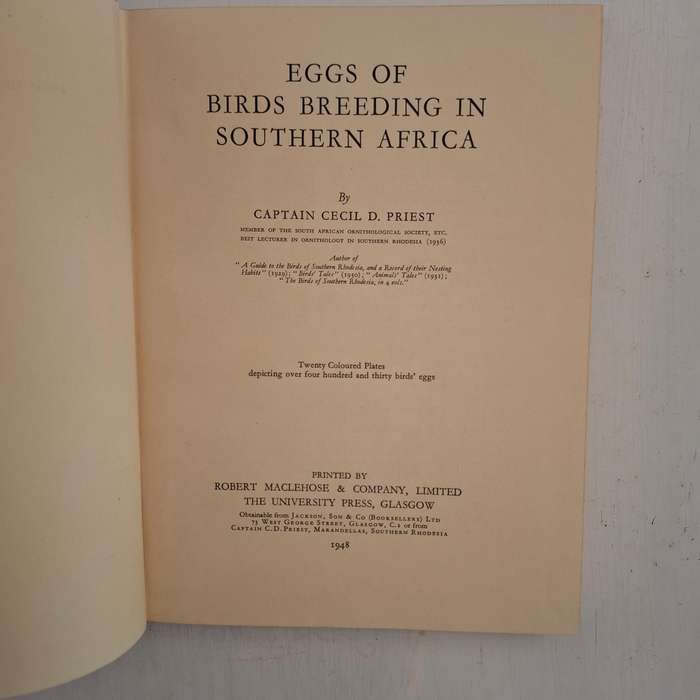 EGGS OF
BIRDS BREEDING IN
SOUTHERN AFRICA
By
CAPTAIN CECIL D. PRIEST
MEMBER OF THE SOUTH AFRICAN ORNITHOLOGICAL SOCIETY, ETC.
BEST LECTURER IN ORNITHOLOGY IN SOUTHERN RHODESIA (1936)
Author of
"A Guide to the Birds of Southern Rhodesia, and a Record of their Nesting
Habits" (1929); "Birds' Tales" (1930); "Animals' Tales" (1931);
"The Birds of Southern Rhodesia, in 4 vols."
Twenty Coloured Plates
depicting over four hundred and thirty birds' eggs
PRINTED BY
ROBERT MACLEHOSE & COMPANY, LIMITED
THE UNIVERSITY PRESS, GLASGOW
Obtainable from JACKSON, SON & CO (BOOKSELLERS) LTD
73 WEST GEORGE STREET, GLASGOW, C.2 or from
CAPTAIN C.D. PRIEST, MARANDELLAS, SOUTHERN RHODESIA
1948